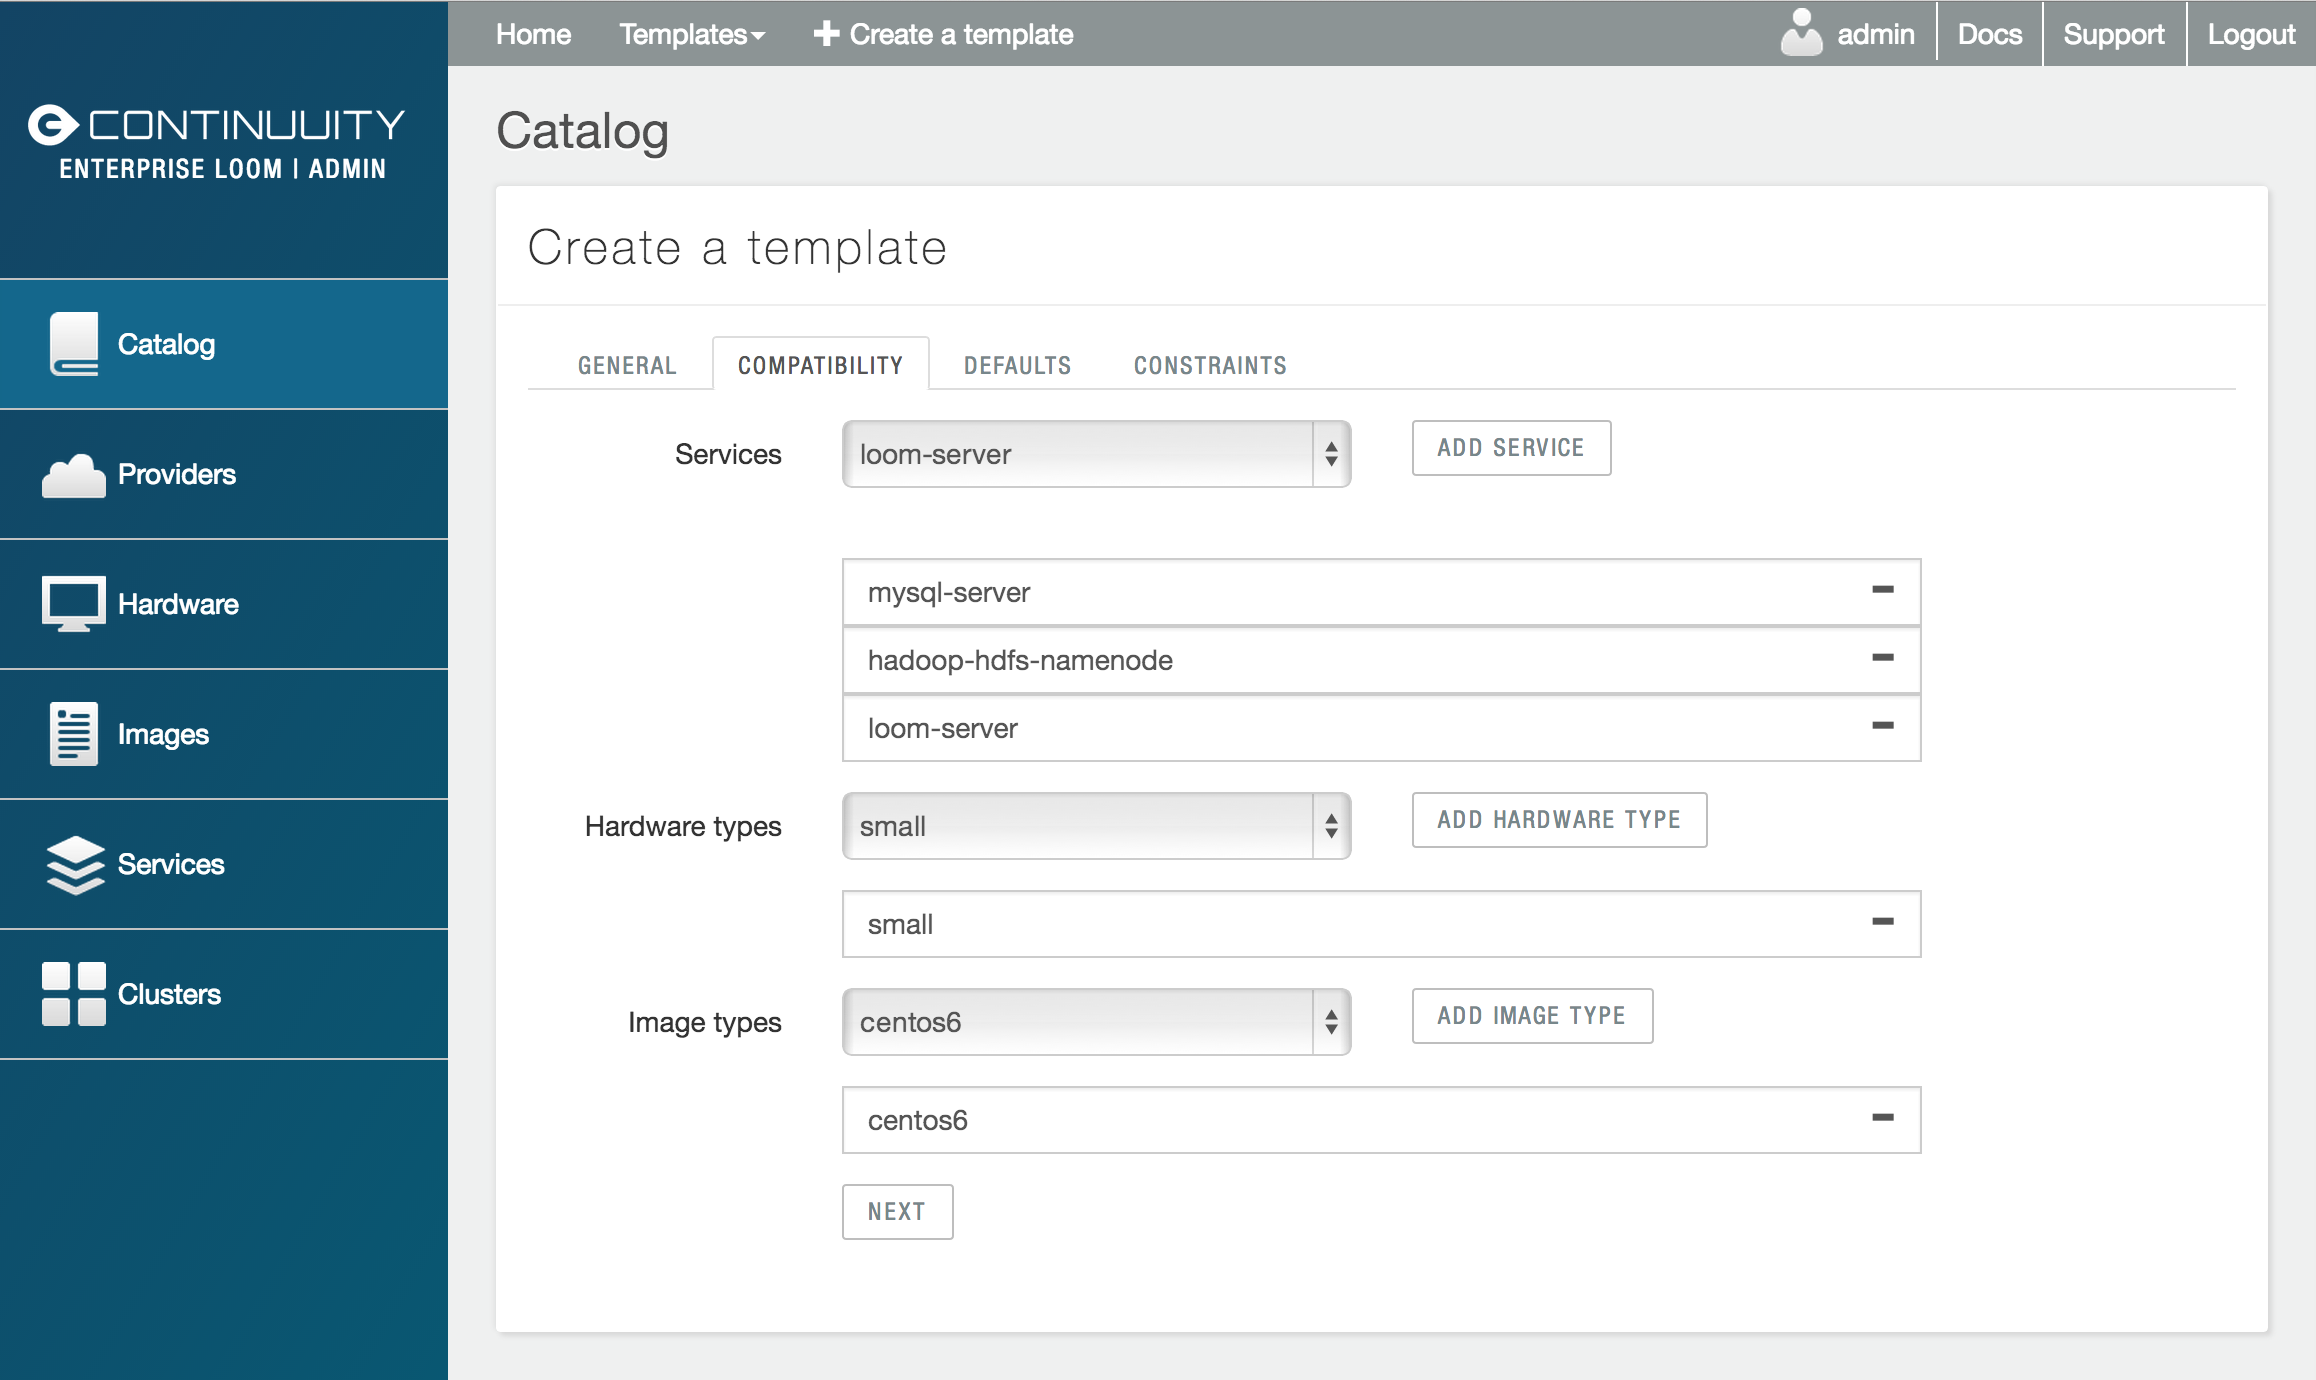 Home Templates Create a template admin Docs Support Logout
CONTINUUITY
ENTERPRISE LOOM | ADMIN
Catalog
Providers
Hardware
Images
Services
Clusters
Catalog
Create a template
GENERAL COMPATIBILITY DEFAULTS CONSTRAINTS
Services loom-server ADD SERVICE
mysql-server
hadoop-hdfs-namenode
loom-server
Hardware types small ADD HARDWARE TYPE
small
Image types centos6 ADD IMAGE TYPE
centos6
NEXT